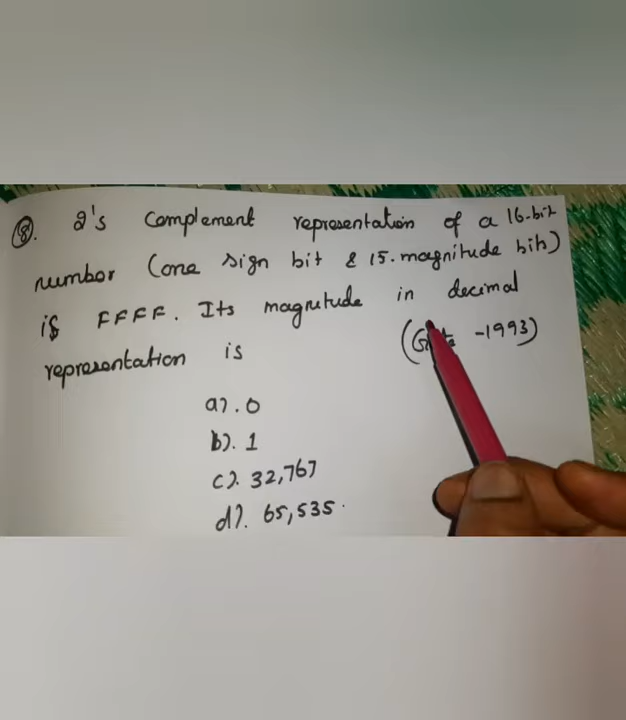 8. 2's Complement representation of a 16-bit
number (one sign bit & 15. magnitude bits)
is FFFF. Its magnitude in decimal
representation is
( -1993)
a). 0
b). 1
c). 32,767
d). 65,535.